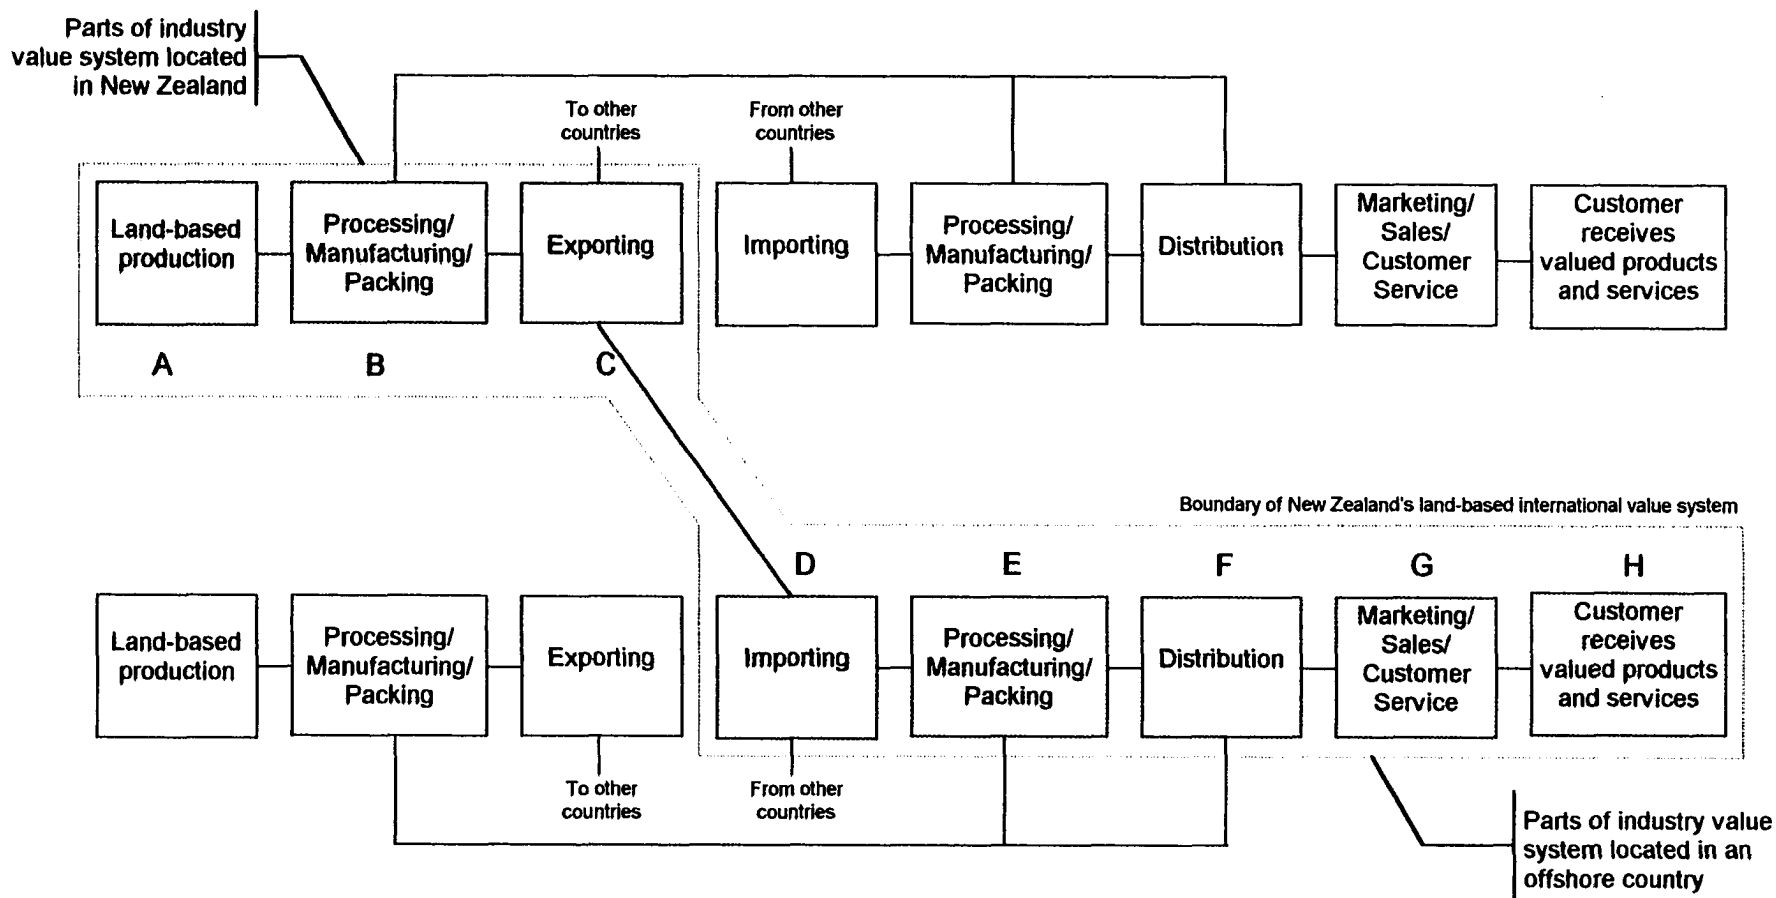 Parts of industry
value system located
in New Zealand
To other
countries
From other
countries
Land-based
production
Processing/
Manufacturing/
Packing
Exporting
Importing
Processing/
Manufacturing/
Packing
Distribution
Marketing/
Sales/
Customer
Service
Customer
receives
valued products
and services
A
B
C
Boundary of New Zealand's land-based international value system
D
E
F
G
H
Land-based
production
Processing/
Manufacturing/
Packing
Exporting
Importing
Processing/
Manufacturing/
Packing
Distribution
Marketing/
Sales/
Customer
Service
Customer
receives
valued products
and services
To other
countries
From other
countries
Parts of industry value
system located in an
offshore country